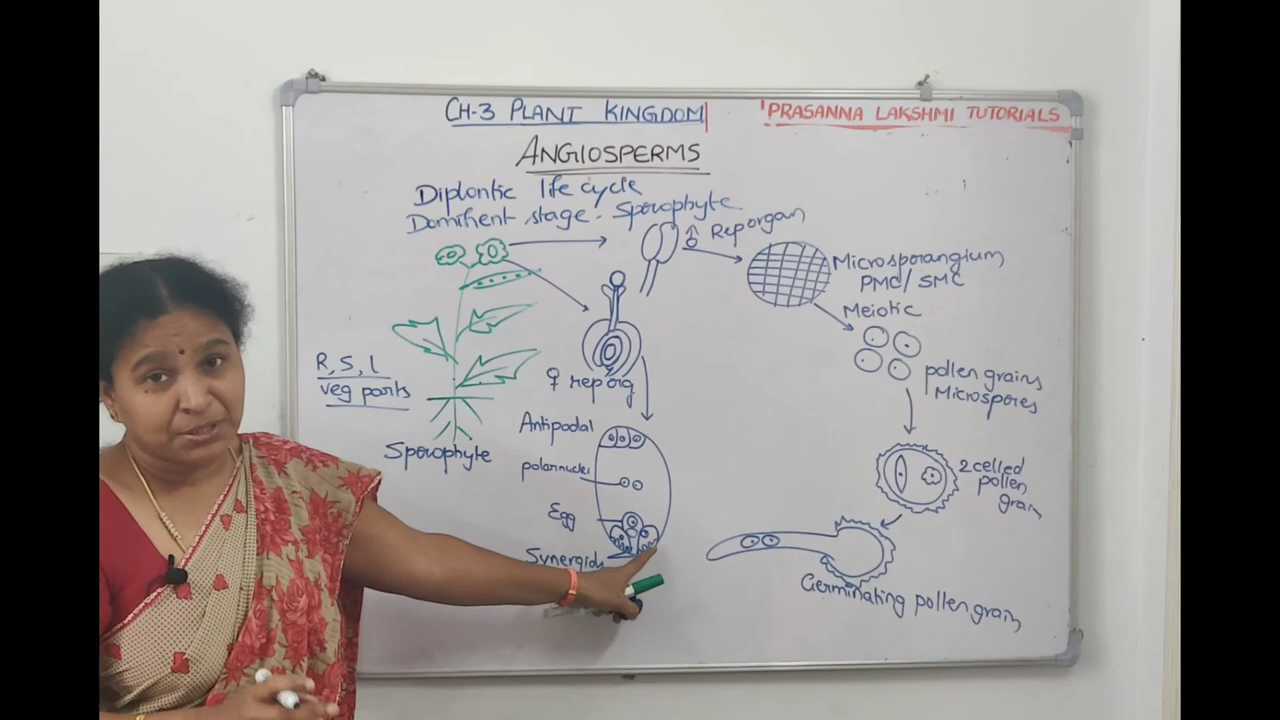 CH-3 PLANT KINGDOM
PRASANNA LAKSHMI TUTORIALS
ANGIOSPERMS
Diplontic life cycle
Dominent stage - Sporophyte
♂ Rep organ
Microsporangium
PMC/SMC
Meiotic
R, S, L
veg parts
♀ rep org
pollen grains
Microspores
Antipodal
Sporophyte
polarnuclei
2 celled
pollen
grain
Egg
Synergids
Germinating pollen grain